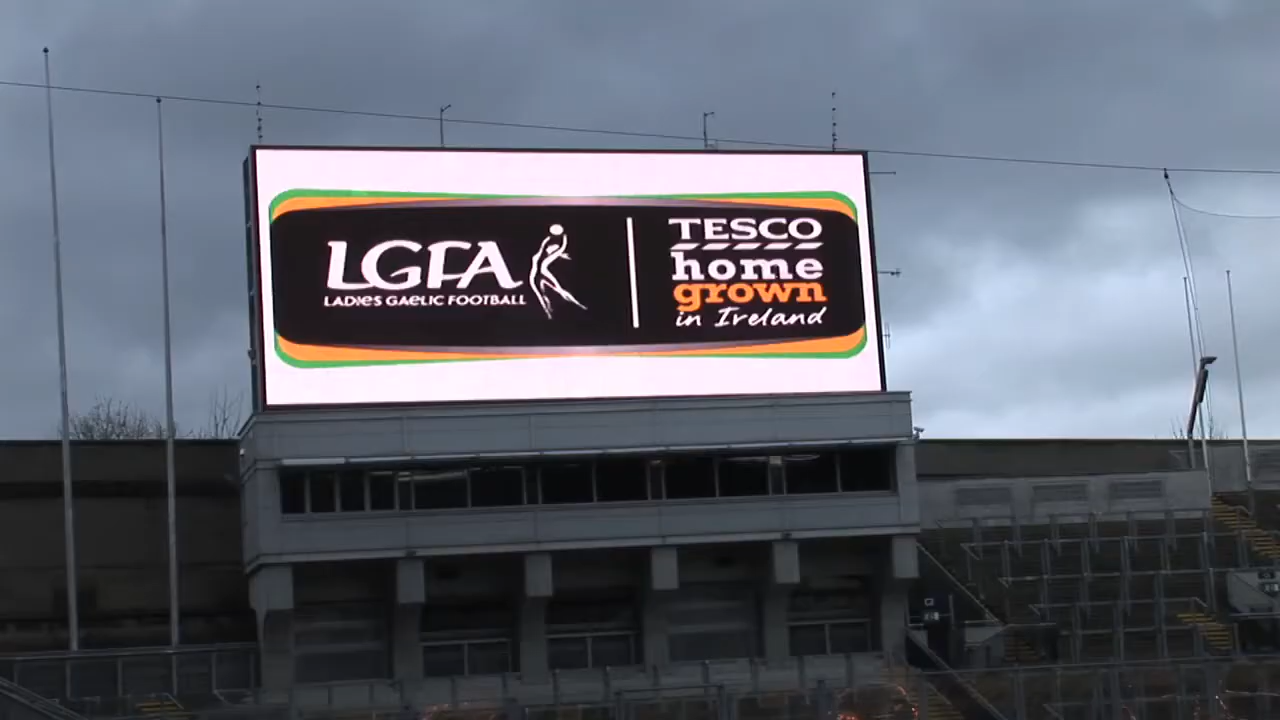 LGFA
LADIES GAELIC FOOTBALL
TESCO
home
grown
in Ireland